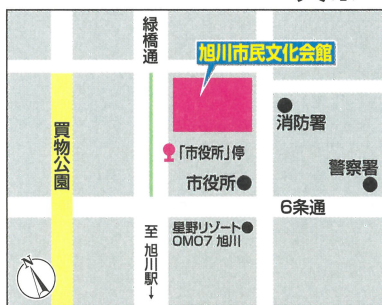 緑橋通
旭川市民文化会館
消防署
「市役所」停
買物公園
警察署
市役所
6条通
星野リゾート
OMO7 旭川
至 旭川駅↓
N